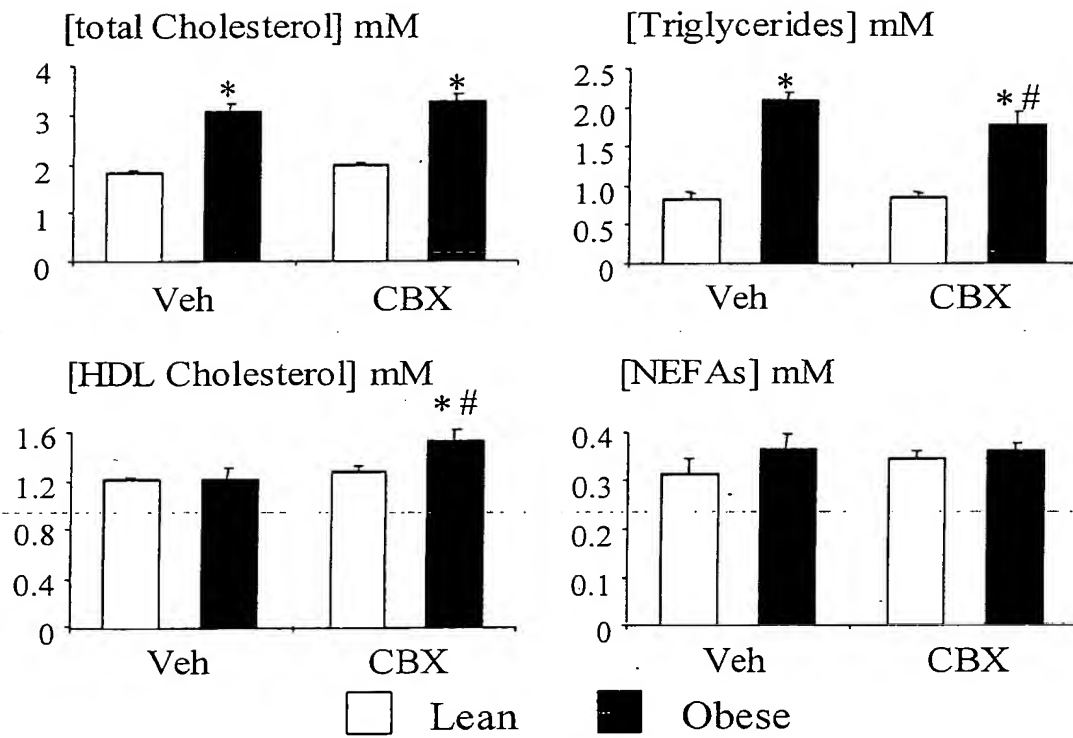 [total Cholesterol] mM
4
3
2
1
0
*
*
Veh
CBX
[Triglycerides] mM
2.5
2.0
1.5
1.0
0.5
0
*
* #
Veh
CBX
[HDL Cholesterol] mM
1.6
1.2
0.8
0.4
0
* #
Veh
CBX
[NEFAs] mM
0.4
0.3
0.2
0.1
0
Veh
CBX
Lean
Obese